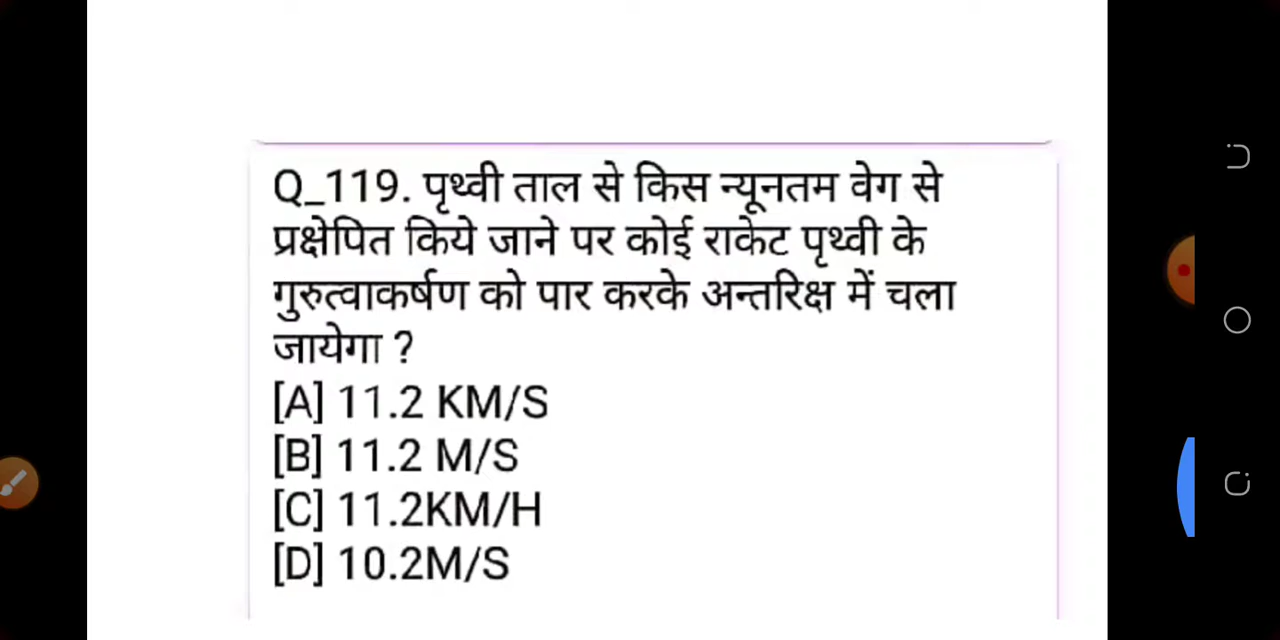 Q_119. पृथ्वी ताल से किस न्यूनतम वेग से
प्रक्षेपित किये जाने पर कोई राकेट पृथ्वी के
गुरुत्वाकर्षण को पार करके अन्तरिक्ष में चला
जायेगा ?
[A] 11.2 KM/S
[B] 11.2 M/S
[C] 11.2KM/H
[D] 10.2M/S